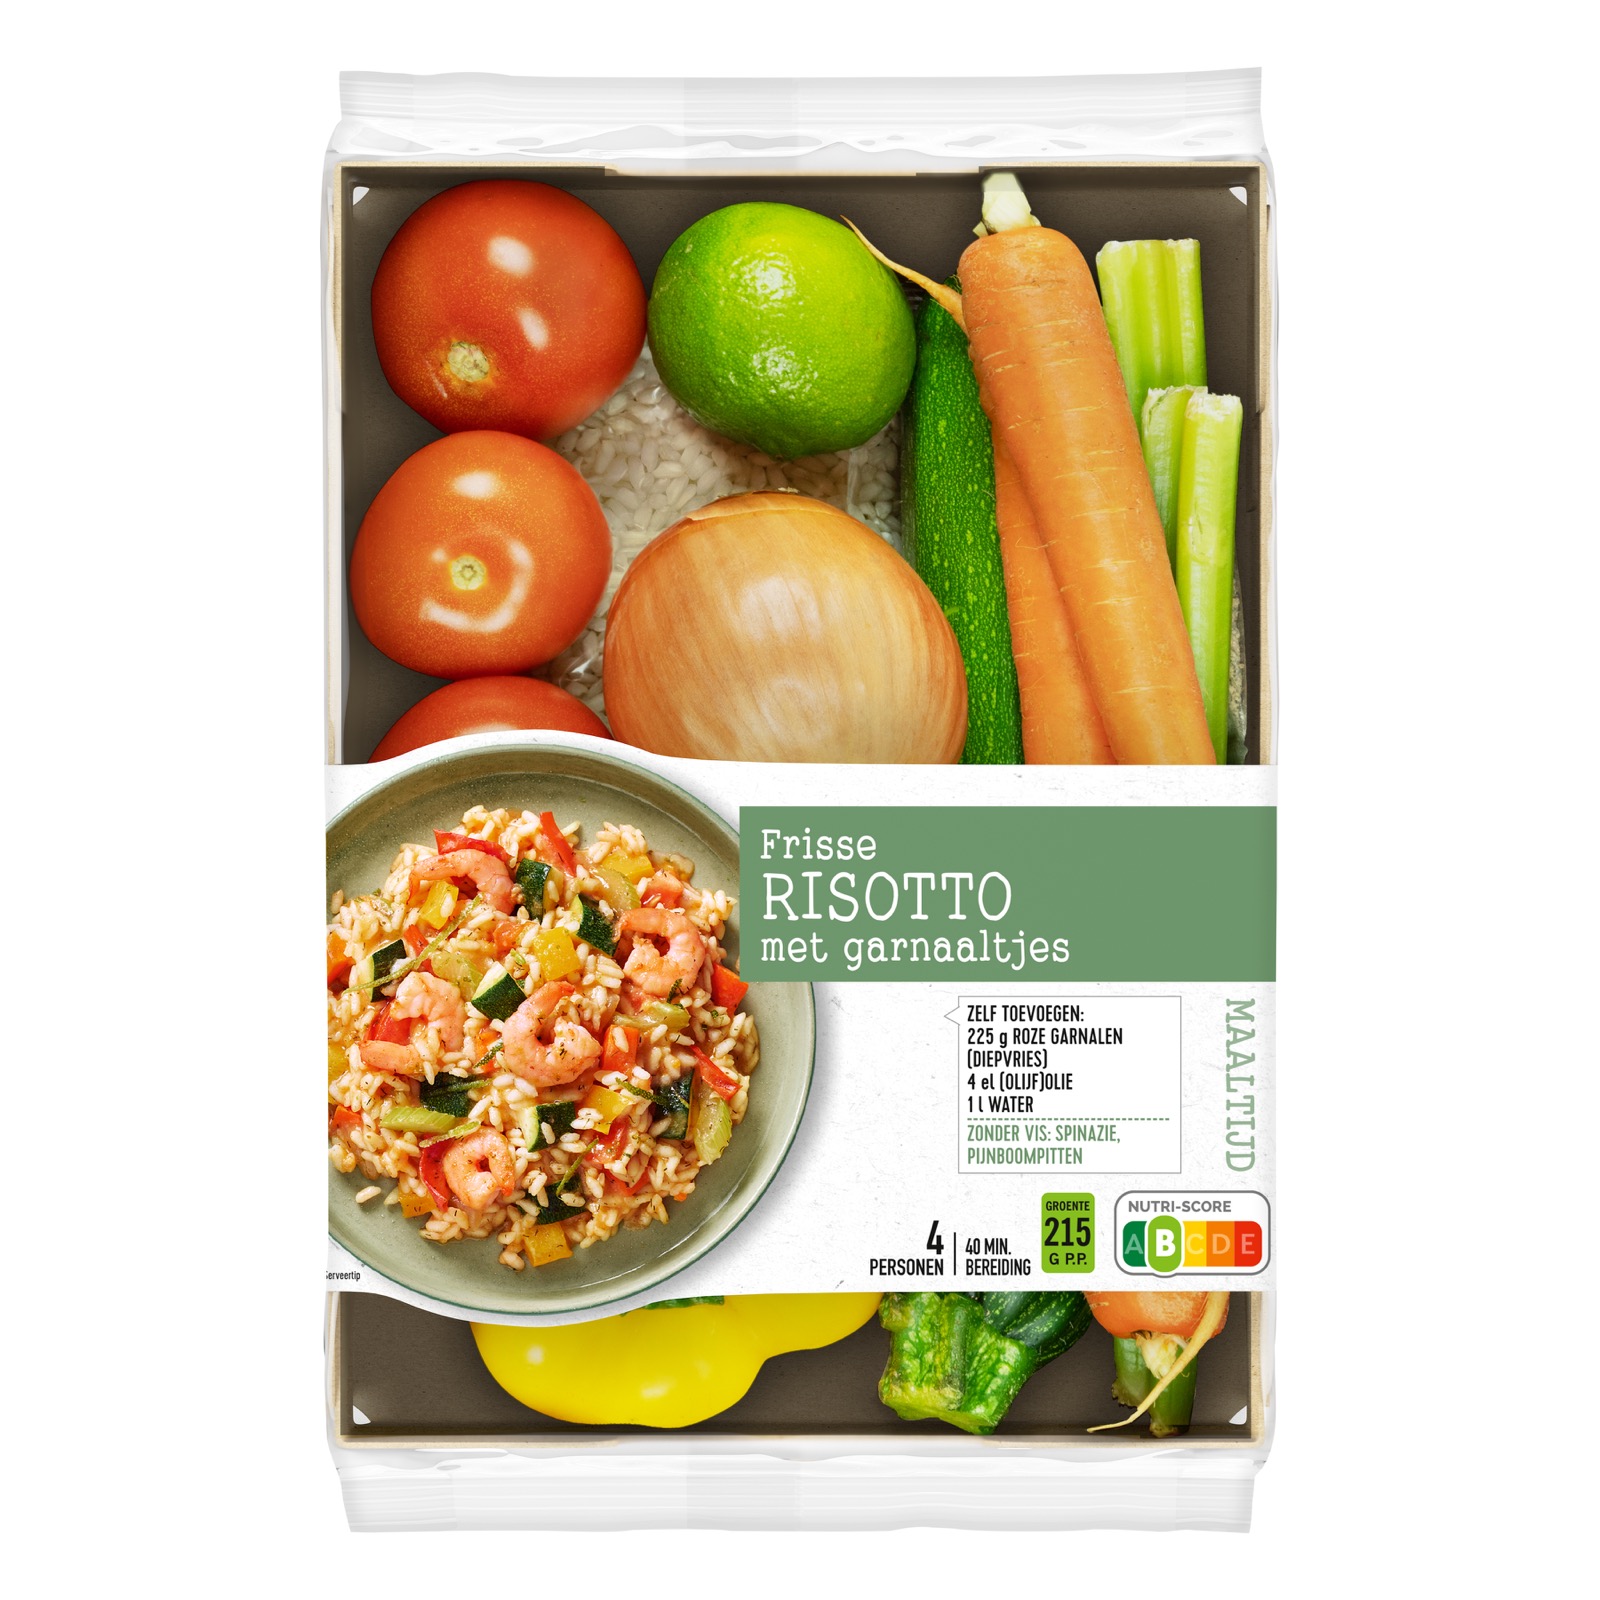 Frisse
RISOTTO
met garnaaltjes
ZELF TOEVOEGEN:
225 g ROZE GARNALEN
(DIEPVRIES)
4 el (OLIJF)OLIE
1 l WATER
ZONDER VIS: SPINAZIE,
PIJNBOOMPITTEN
MAALTIJD
4
PERSONEN
40 MIN.
BEREIDING
GROENTE
215
G P.P.
NUTRI-SCORE
A B C D E
Serveertip